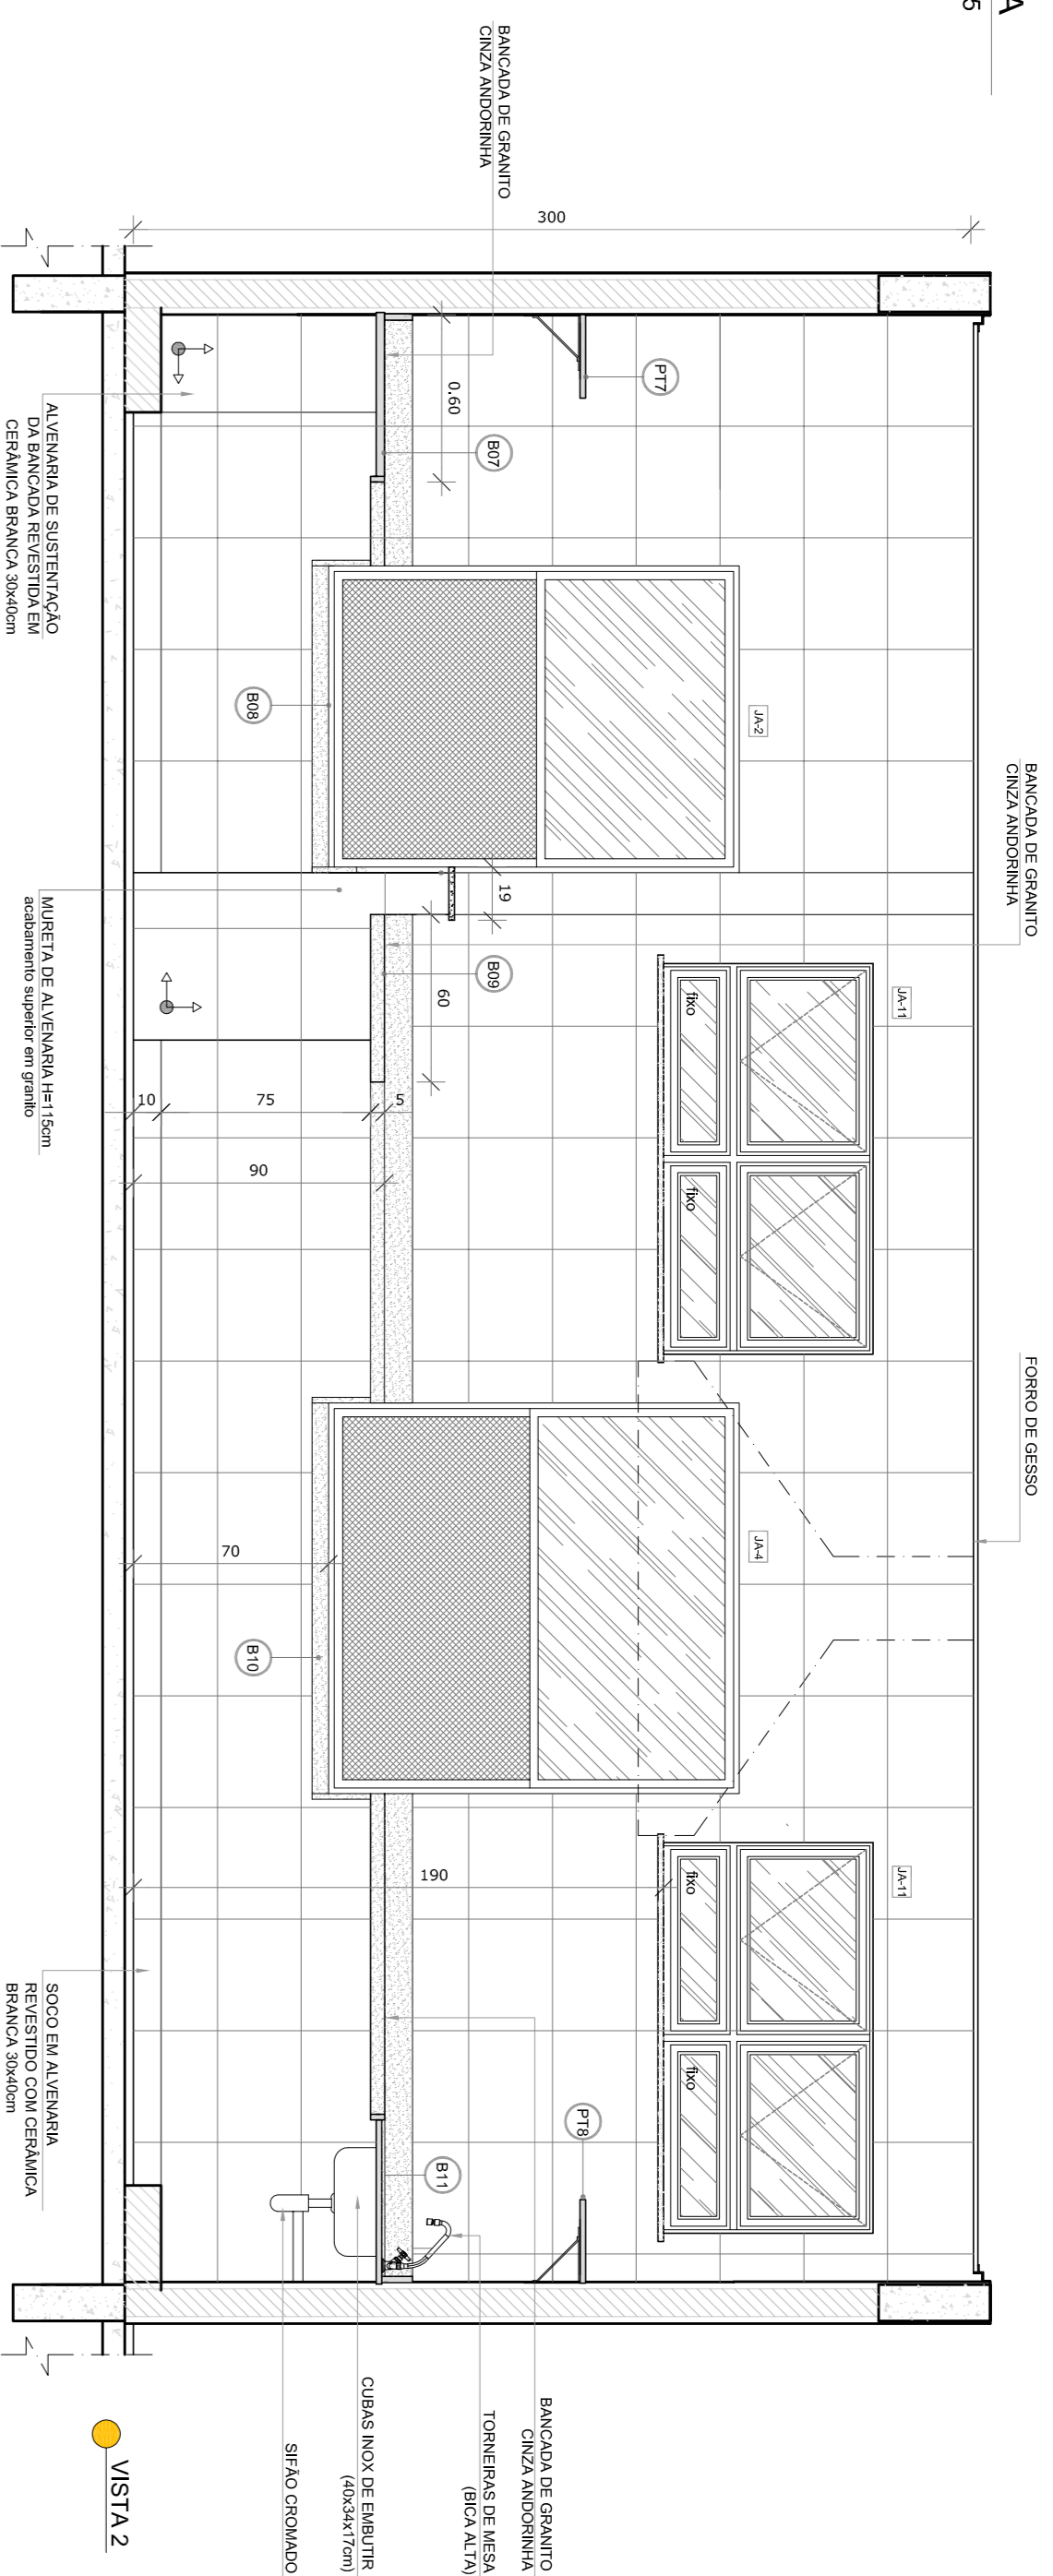 A
5
BANCADA DE GRANITO
CINZA ANDORINHA
FORRO DE GESSO
BANCADA DE GRANITO
CINZA ANDORINHA
300
PT7
0.60
B07
JA-2
B08
19
B09
60
JA-11
fixo
fixo
10
75
5
90
JA-4
70
B10
JA-11
fixo
fixo
190
PT8
B11
BANCADA DE GRANITO
CINZA ANDORINHA
TORNEIRAS DE MESA
(BICA ALTA)
CUBAS INOX DE EMBUTIR
(40x34x17cm)
SIFÃO CROMADO
ALVENARIA DE SUSTENTAÇÃO
DA BANCADA REVESTIDA EM
CERÂMICA BRANCA 30x40cm
MURETA DE ALVENARIA H=115cm
acabamento superior em granito
SOCO EM ALVENARIA
REVESTIDO COM CERÂMICA
BRANCA 30x40cm
VISTA 2